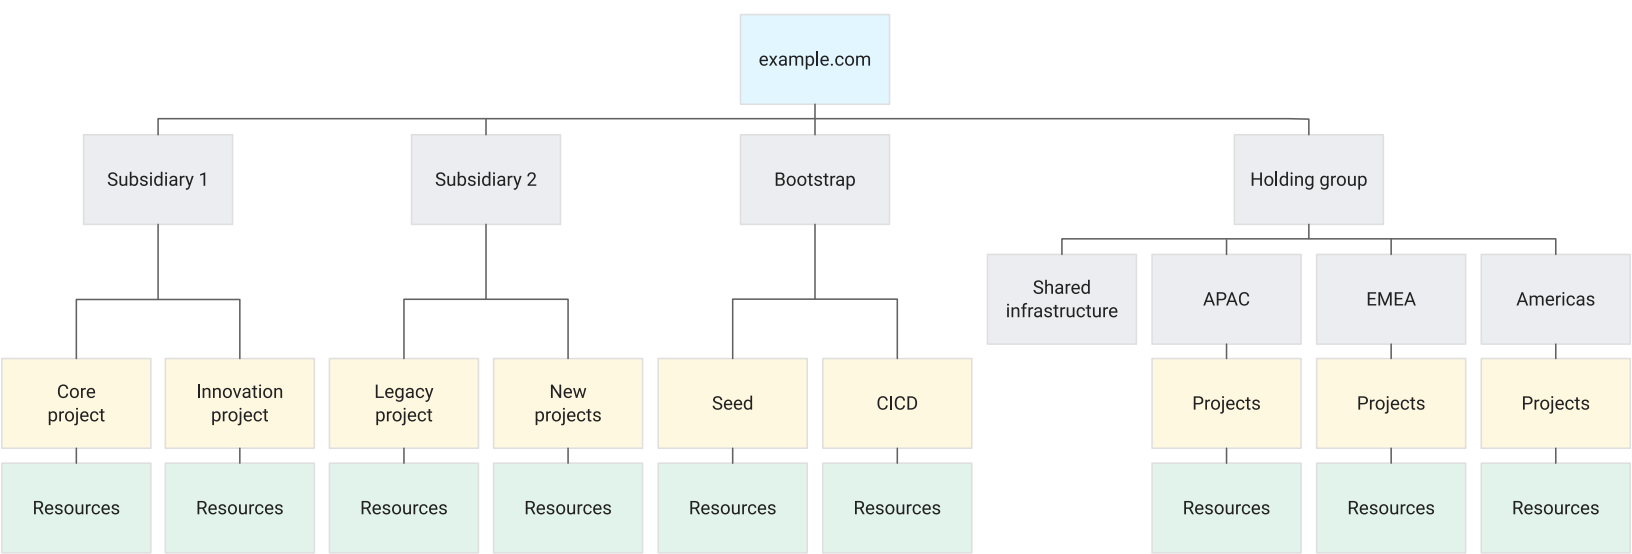 example.com
Subsidiary 1
Subsidiary 2
Bootstrap
Holding group
Shared
infrastructure
APAC
EMEA
Americas
Core
project
Innovation
project
Legacy
project
New
projects
Seed
CICD
Projects
Projects
Projects
Resources
Resources
Resources
Resources
Resources
Resources
Resources
Resources
Resources